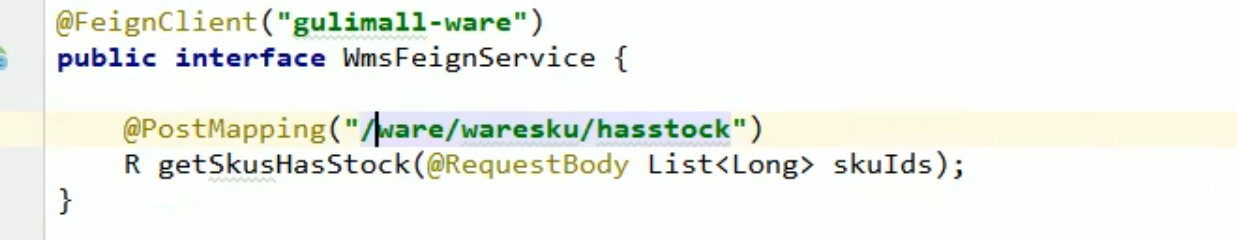 @FeignClient("gulimall-ware")
public interface WmsFeignService {
@PostMapping("/ware/waresku/hasstock")
R getSkusHasStock(@RequestBody List<Long> skuIds);
}